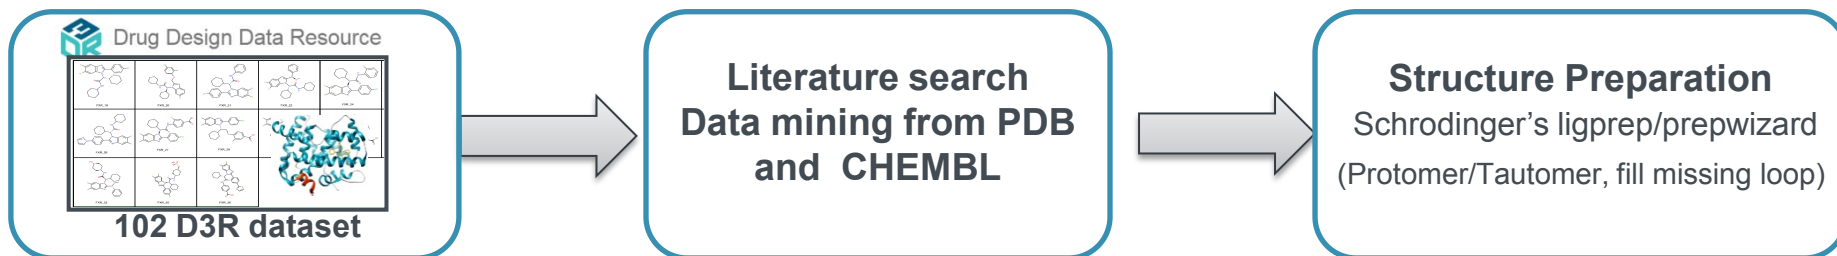 Drug Design Data Resource
102 D3R dataset
Literature search
Data mining from PDB
and CHEMBL
Structure Preparation
Schrodinger's ligprep/prepwizard
(Protomer/Tautomer, fill missing loop)